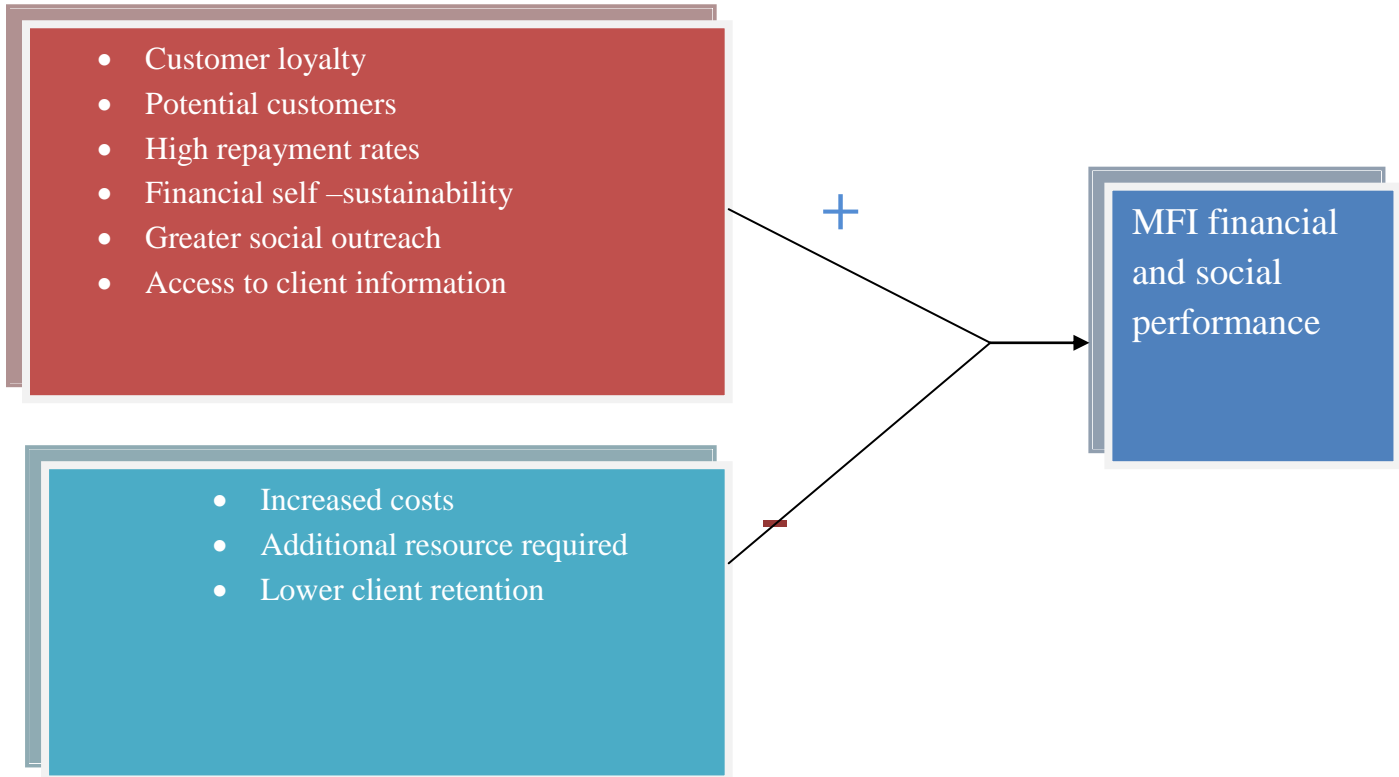 • Customer loyalty
• Potential customers
• High repayment rates
• Financial self –sustainability
• Greater social outreach
• Access to client information
+
MFI financial
and social
performance
• Increased costs
• Additional resource required
• Lower client retention
-